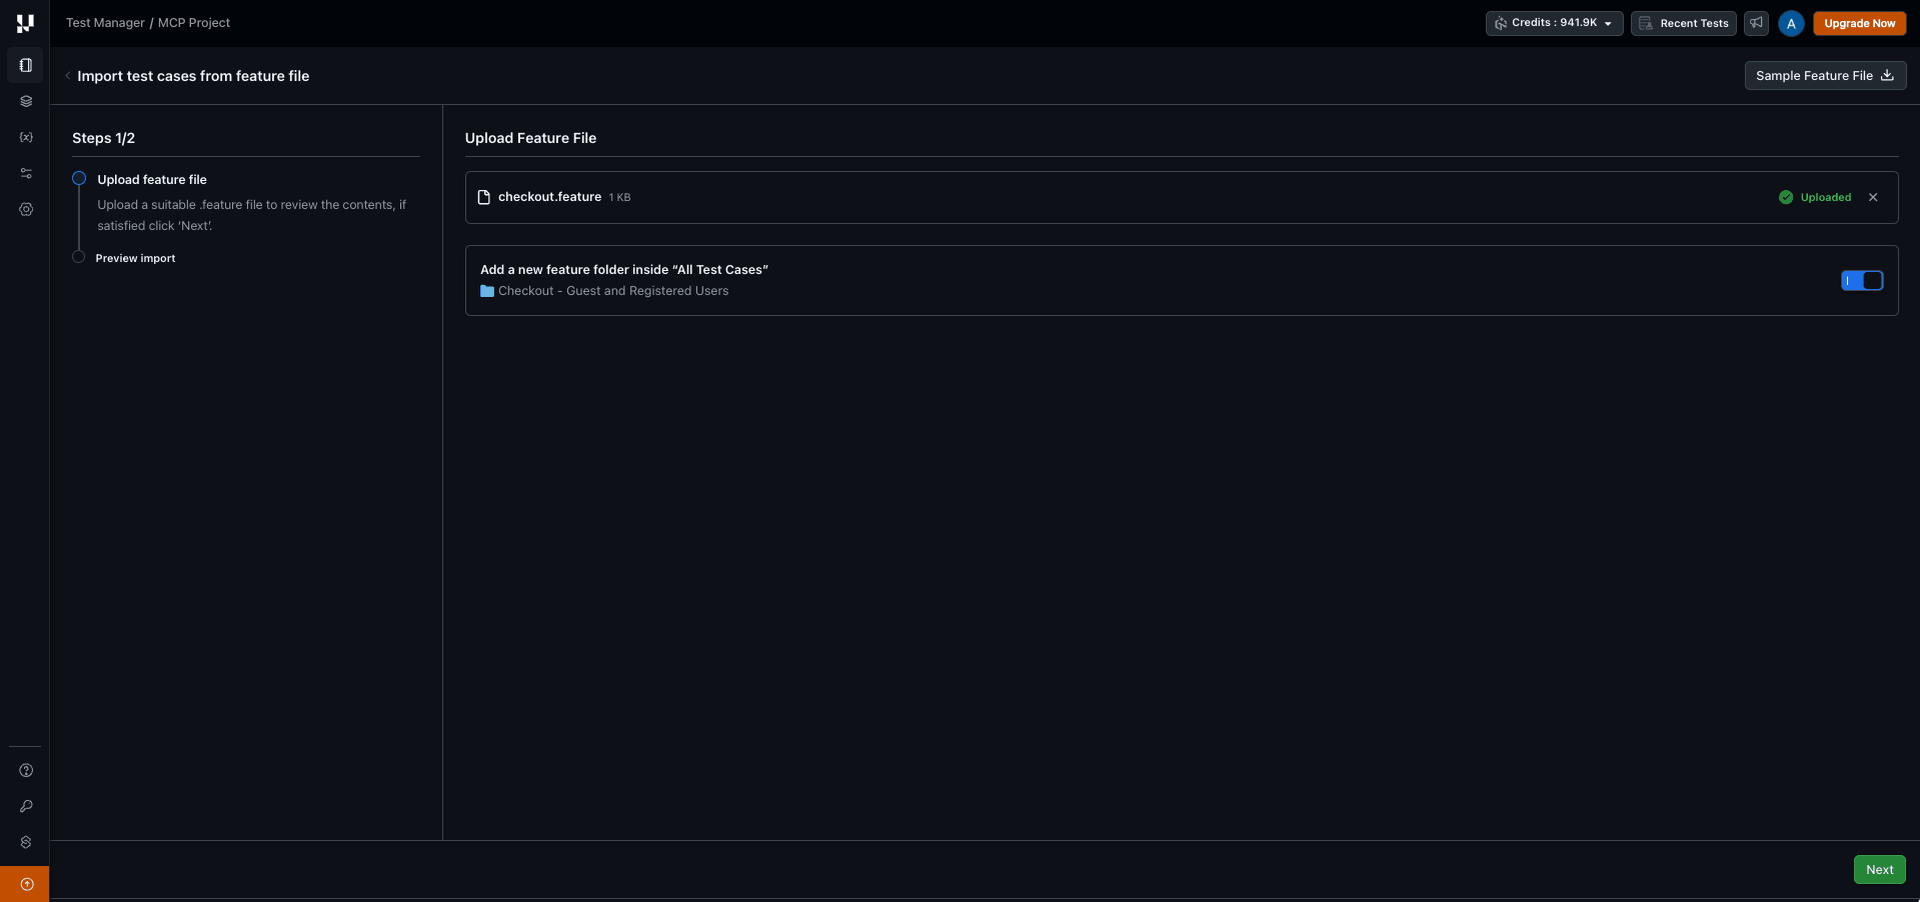 Test Manager / MCP Project
Credits : 941.9K
Recent Tests
A
Upgrade Now
Import test cases from feature file
Sample Feature File
Steps 1/2
Upload feature file
Upload a suitable .feature file to review the contents, if
satisfied click ‘Next’.
Preview import
Upload Feature File
checkout.feature 1 KB
Uploaded
Add a new feature folder inside “All Test Cases”
Checkout - Guest and Registered Users
Next